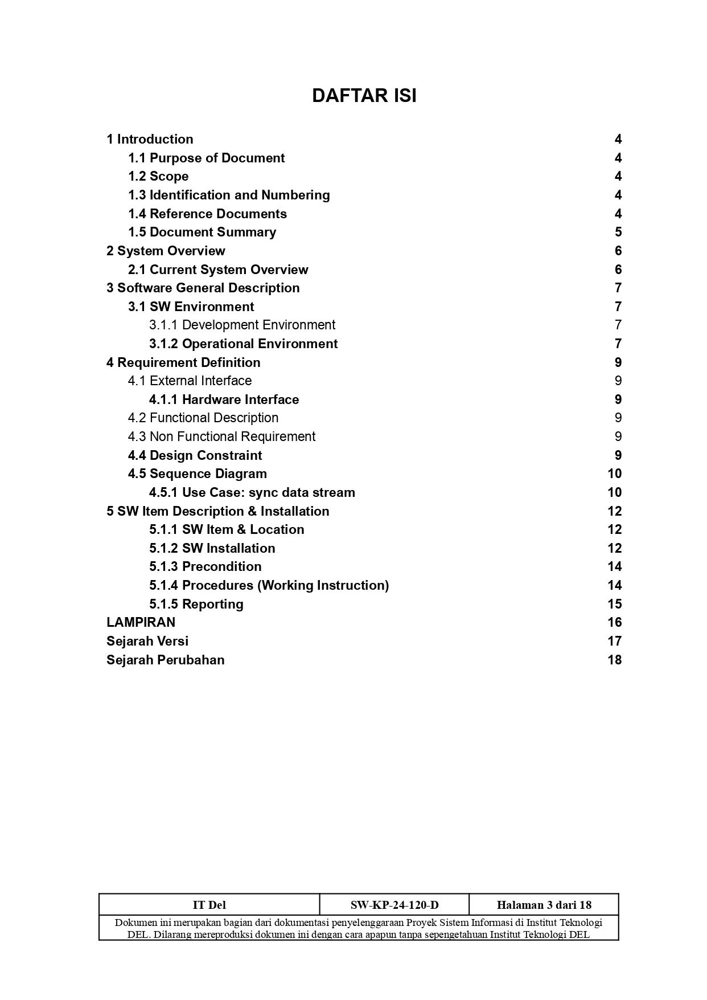 DAFTAR ISI
1 Introduction 4
1.1 Purpose of Document 4
1.2 Scope 4
1.3 Identification and Numbering 4
1.4 Reference Documents 4
1.5 Document Summary 5
2 System Overview 6
2.1 Current System Overview 6
3 Software General Description 7
3.1 SW Environment 7
3.1.1 Development Environment 7
3.1.2 Operational Environment 7
4 Requirement Definition 9
4.1 External Interface 9
4.1.1 Hardware Interface 9
4.2 Functional Description 9
4.3 Non Functional Requirement 9
4.4 Design Constraint 9
4.5 Sequence Diagram 10
4.5.1 Use Case: sync data stream 10
5 SW Item Description & Installation 12
5.1.1 SW Item & Location 12
5.1.2 SW Installation 12
5.1.3 Precondition 14
5.1.4 Procedures (Working Instruction) 14
5.1.5 Reporting 15
LAMPIRAN 16
Sejarah Versi 17
Sejarah Perubahan 18
IT Del SW-KP-24-120-D Halaman 3 dari 18
Dokumen ini merupakan bagian dari dokumentasi penyelenggaraan Proyek Sistem Informasi di Institut Teknologi
DEL. Dilarang mereproduksi dokumen ini dengan cara apapun tanpa sepengetahuan Institut Teknologi DEL